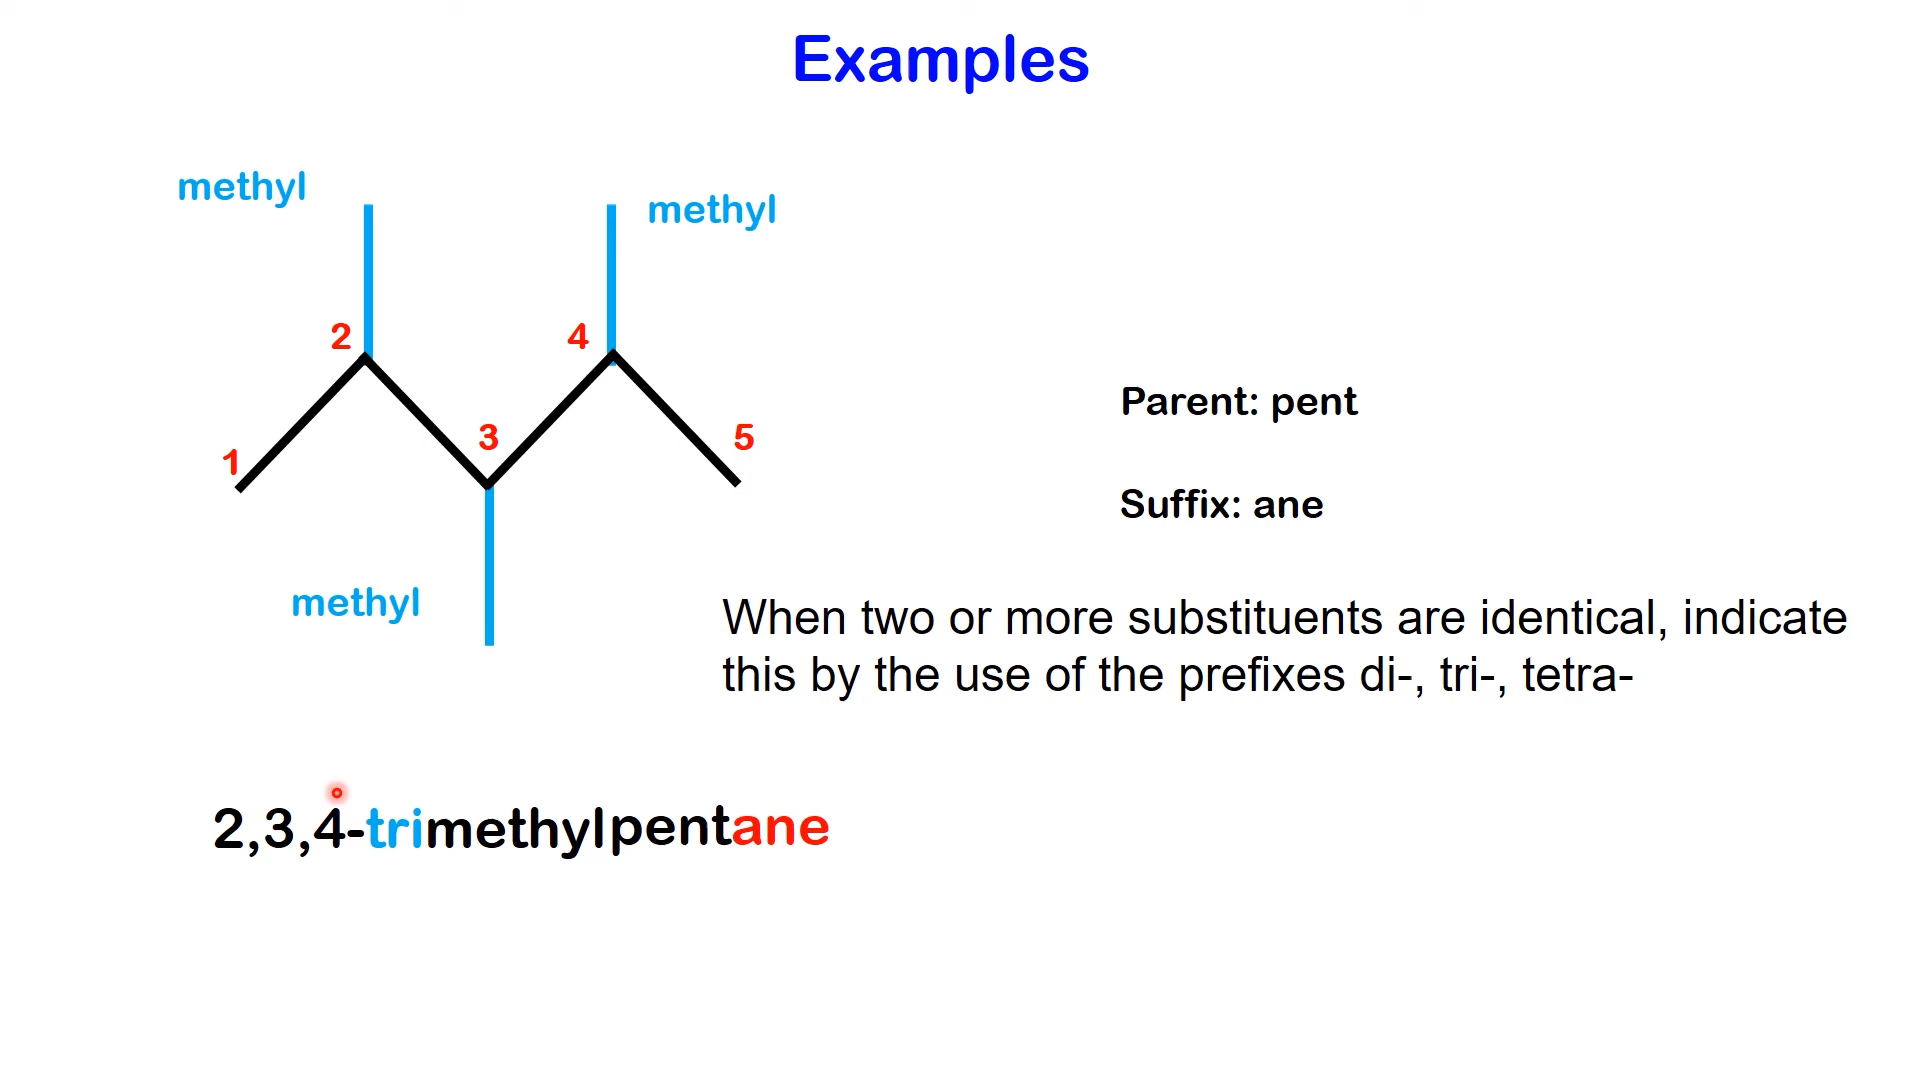 Examples
methyl
methyl
2
4
1
3
5
methyl
Parent: pent
Suffix: ane
When two or more substituents are identical, indicate
this by the use of the prefixes di-, tri-, tetra-
2,3,4-trimethylpentane